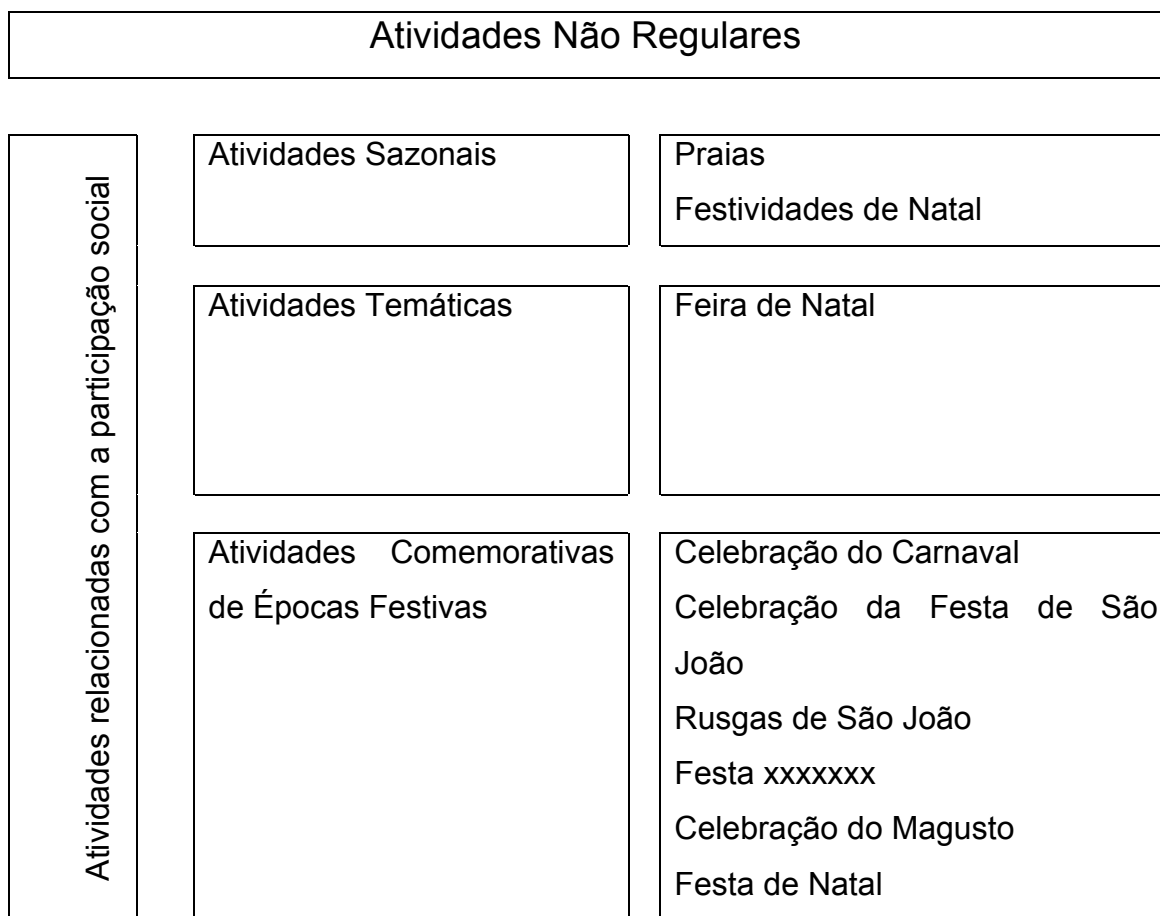 Atividades Não Regulares
Atividades relacionadas com a participação social
Atividades Sazonais
Praias
Festividades de Natal
Atividades Temáticas
Feira de Natal
Atividades Comemorativas
de Épocas Festivas
Celebração do Carnaval
Celebração da Festa de São
João
Rusgas de São João
Festa xxxxxxx
Celebração do Magusto
Festa de Natal